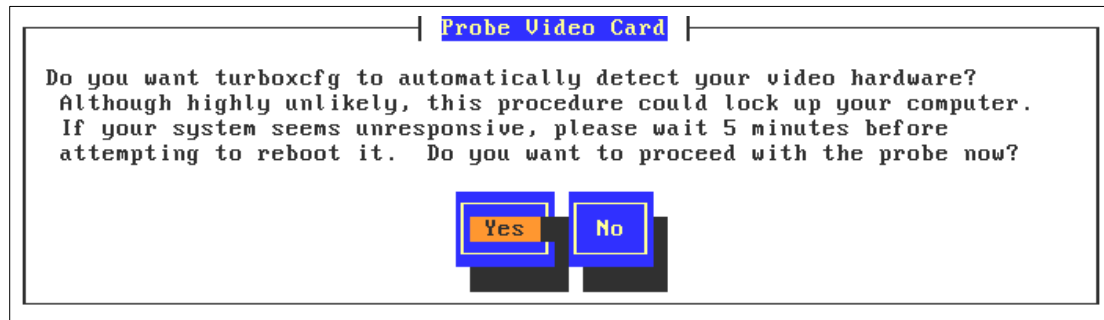 Probe Video Card
Do you want turboxcfg to automatically detect your video hardware?
Although highly unlikely, this procedure could lock up your computer.
If your system seems unresponsive, please wait 5 minutes before
attempting to reboot it.  Do you want to proceed with the probe now?
Yes No